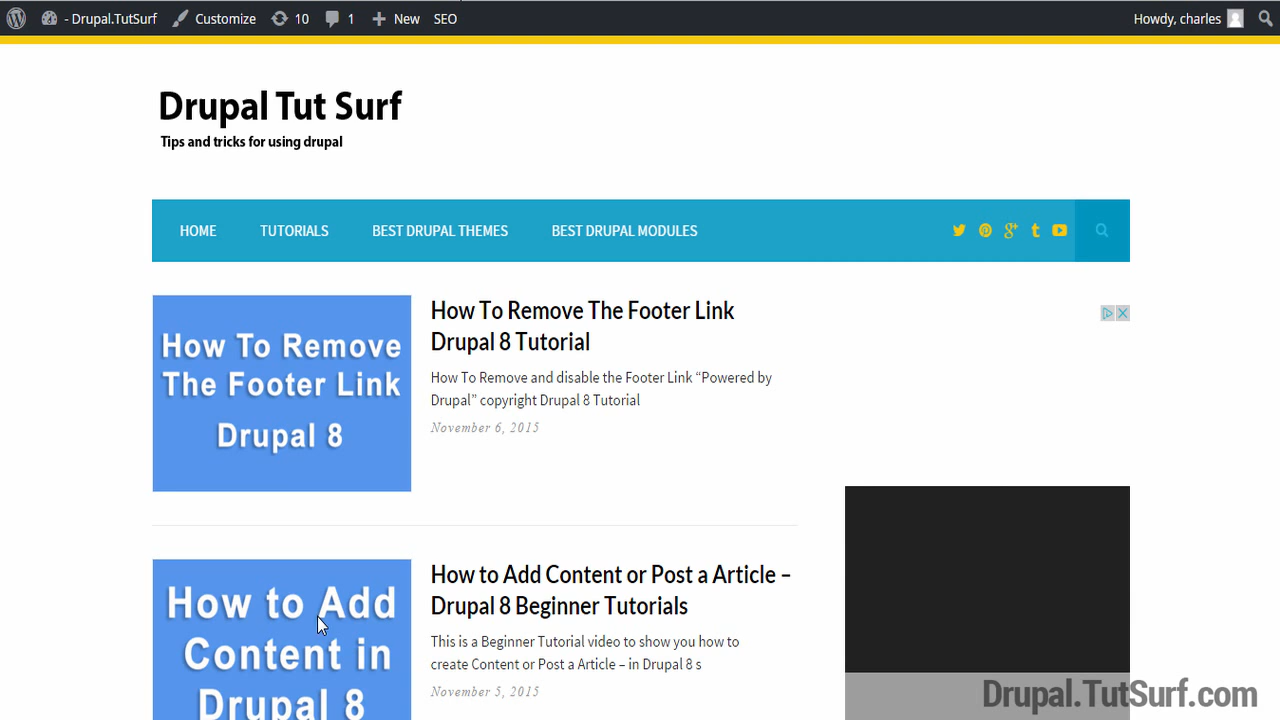 - Drupal.TutSurf Customize 10 1 New SEO Howdy, charles
Drupal Tut Surf
Tips and tricks for using drupal
HOME TUTORIALS BEST DRUPAL THEMES BEST DRUPAL MODULES
How To Remove
The Footer Link
Drupal 8
How To Remove The Footer Link
Drupal 8 Tutorial
How To Remove and disable the Footer Link “Powered by
Drupal” copyright Drupal 8 Tutorial
November 6, 2015
How to Add
Content in
Drupal 8
How to Add Content or Post a Article –
Drupal 8 Beginner Tutorials
This is a Beginner Tutorial video to show you how to
create Content or Post a Article – in Drupal 8 s
November 5, 2015
Drupal.TutSurf.com